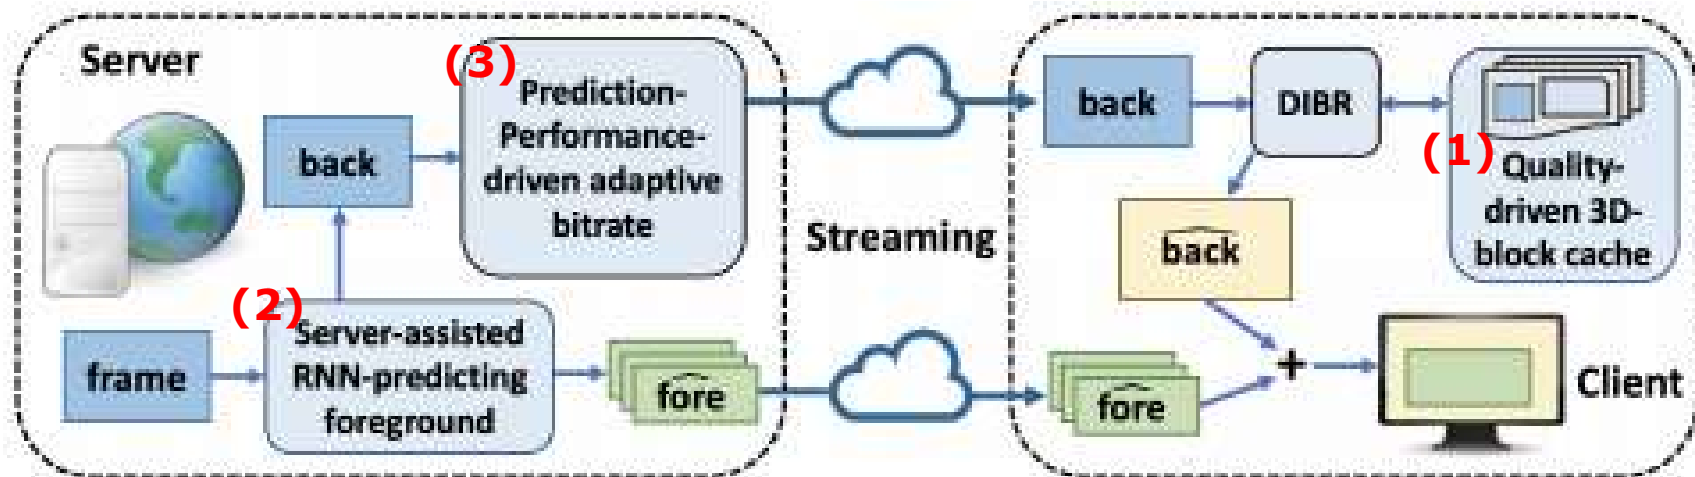 Server
(3)
Prediction-
Performance-
driven adaptive
bitrate
back
(2)
Server-assisted
RNN-predicting
foreground
frame
fore
Streaming
back
DIBR
(1)
Quality-
driven 3D-
block cache
back
fore
+
Client